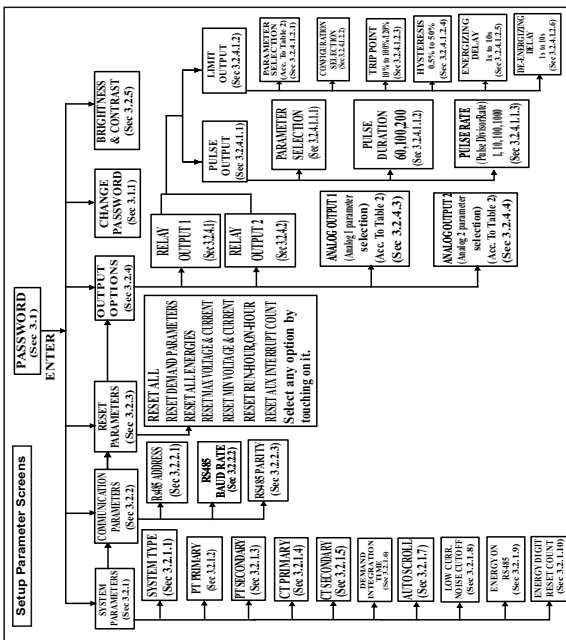 Setup Parameter Screens
PASSWORD
(Sec 3.1)
ENTER
SYSTEM
PARAMETERS
(Sec 3.2.1)
COMMUNICATION
PARAMETERS
(Sec 3.2.2)
RESET
PARAMETERS
(Sec 3.2.3)
OUTPUT
OPTIONS
(Sec 3.2.4)
CHANGE
PASSWORD
(Sec 3.1.1)
BRIGHTNESS
& CONTRAST
(Sec 3.2.5)
SYSTEM TYPE
(Sec 3.2.1.1)
PT PRIMARY
(Sec 3.2.1.2)
PT SECONDARY
(Sec 3.2.1.3)
CT PRIMARY
(Sec 3.2.1.4)
CT SECONDARY
(Sec 3.2.1.5)
DEMAND
INTEGRATION
TIME
(Sec 3.2.1.6)
AUTO SCROLL
(Sec 3.2.1.7)
LOW CURR.
NOISE CUTOFF
(Sec 3.2.1.8)
ENERGY ON
RS485
(Sec 3.2.1.9)
ENERGY DIGIT
RESET COUNT
(Sec 3.2.1.10)
Rs485 ADDRESS
(Sec 3.2.2.1)
RS485
BAUD RATE
(Sec 3.2.2.2)
RS485 PARITY
(Sec 3.2.2.3)
RESET ALL
RESET DEMAND PARAMETERS
RESET ALL ENERGIES
RESET MAX VOLTAGE & CURRENT
RESET MIN VOLTAGE & CURRENT
RESET RUN-HOUR,ON-HOUR
RESET AUX INTERRUPT COUNT
Select any option by
touching on it.
RELAY
OUTPUT 1
(Sec3.2.4.1)
RELAY
OUTPUT 2
(Sec3.2.4.2)
ANALOG OUTPUT 1
(Analog 1 parameter
selection)
(Acc. To Table 2)
(Sec 3.2.4.3)
ANALOG OUTPUT 2
(Analog 2 parameter
selection)
(Acc. To Table 2)
(Sec 3.2.4.4)
PULSE
OUTPUT
(Sec 3.2.4.1.1)
LIMIT
OUTPUT
(Sec 3.2.4.1.2)
PARAMETER
SELECTION
(Sec 3.2.4.1.1.1)
PULSE
DURATION
60,100,200
(Sec 3.2.4.1.1.2)
PULSE RATE
(Pulse DivisorRate)
1, 10, 100, 1000
(Sec 3.2.4.1.1.3)
PARAMETER
SELECTION
(Acc. To Table 2)
(Sec 3.2.4.1.2.1)
CONFIGURATION
SELECTION
(Sec 3.2.4.1.2.2)
TRIP POINT
10% to 100%\120%
(Sec 3.2.4.1.2.3)
HYSTERESIS
0.5% to 50%
(Sec 3.2.4.1.2.4)
ENERGIZING
DELAY
1s to 10s
(Sec 3.2.4.1.2.5)
DE-ENERGIZING
DELAY
1s to 10s
(Sec 3.2.4.1.2.6)